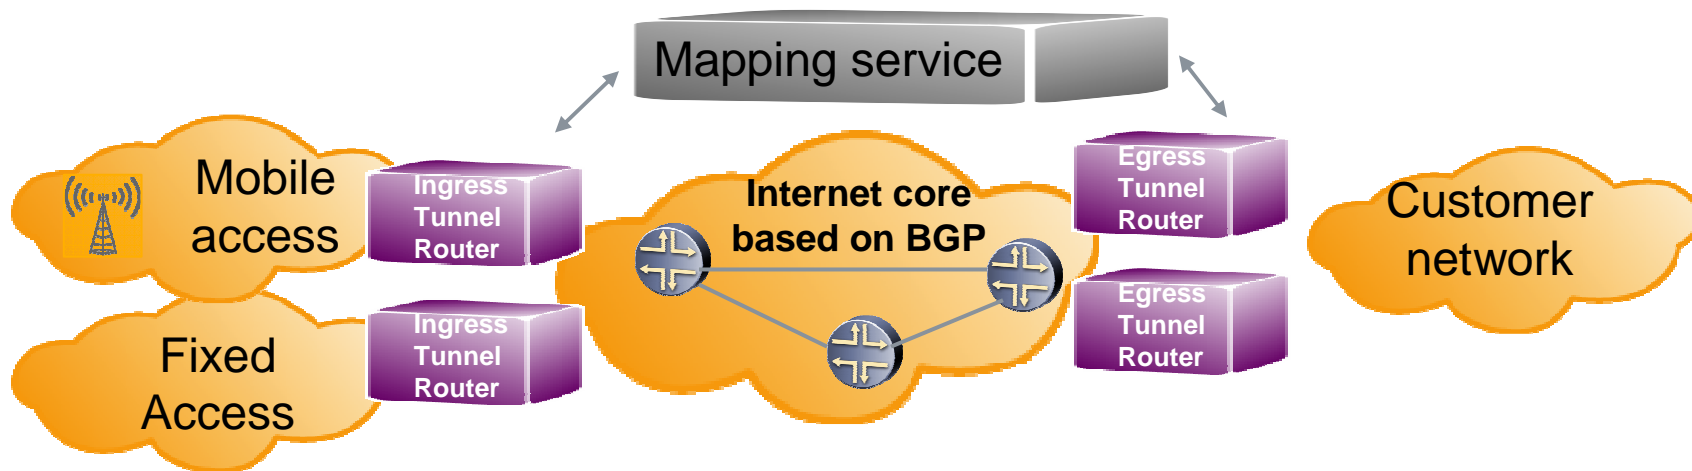 Mapping service
Mobile
access
Ingress
Tunnel
Router
Internet core
based on BGP
Egress
Tunnel
Router
Customer
network
Fixed
Access
Ingress
Tunnel
Router
Egress
Tunnel
Router